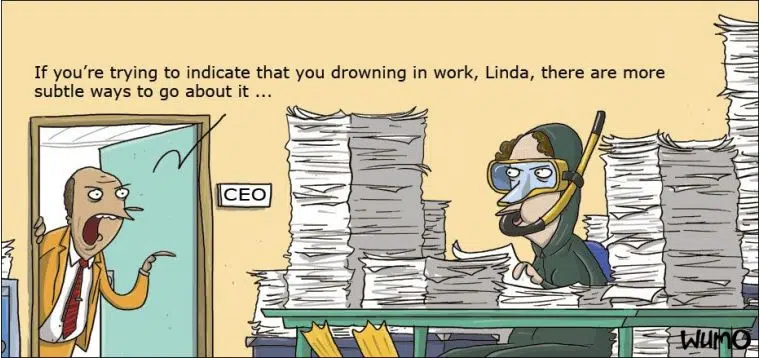 If you're trying to indicate that you drowning in work, Linda, there are more
subtle ways to go about it ...
CEO
WUMO